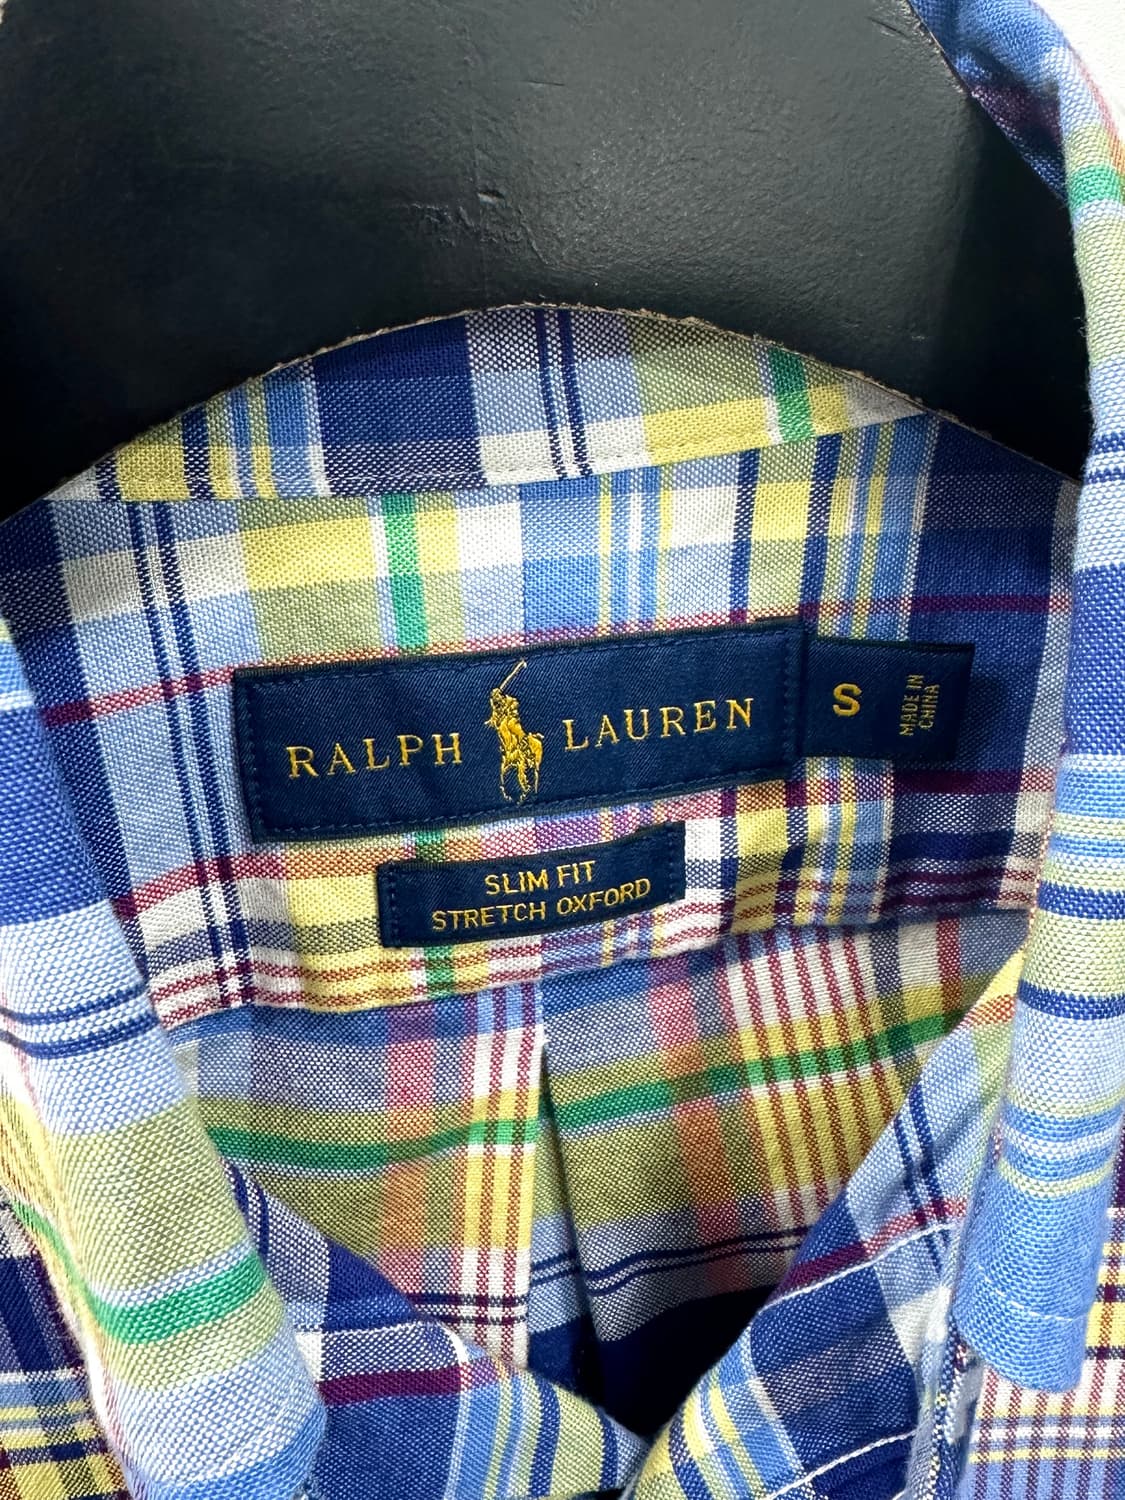 RALPH LAUREN
S
MADE IN
CHINA
SLIM FIT
STRETCH OXFORD